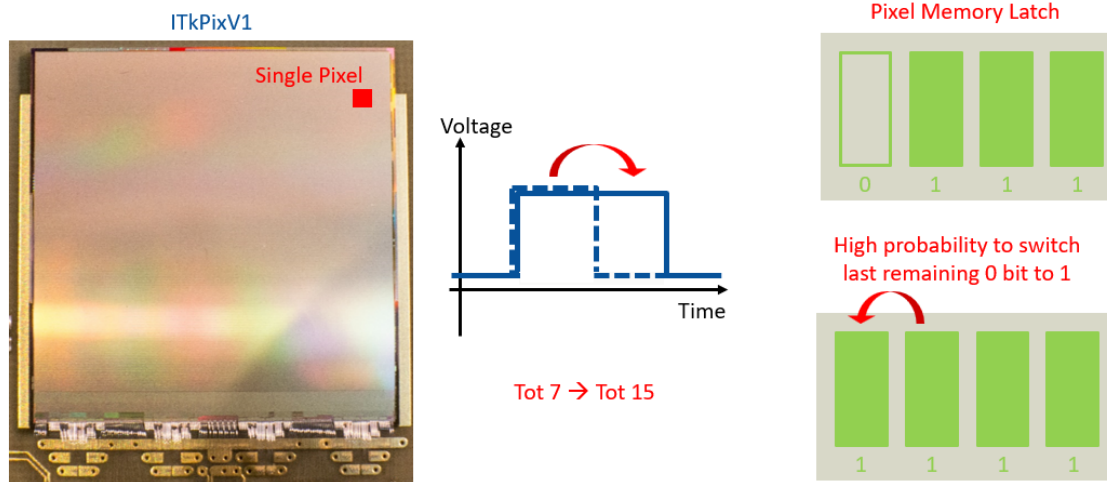 ITkPixV1
Single Pixel
Voltage
Time
Tot 7 → Tot 15
Pixel Memory Latch
0 1 1 1
High probability to switch
last remaining 0 bit to 1
1 1 1 1